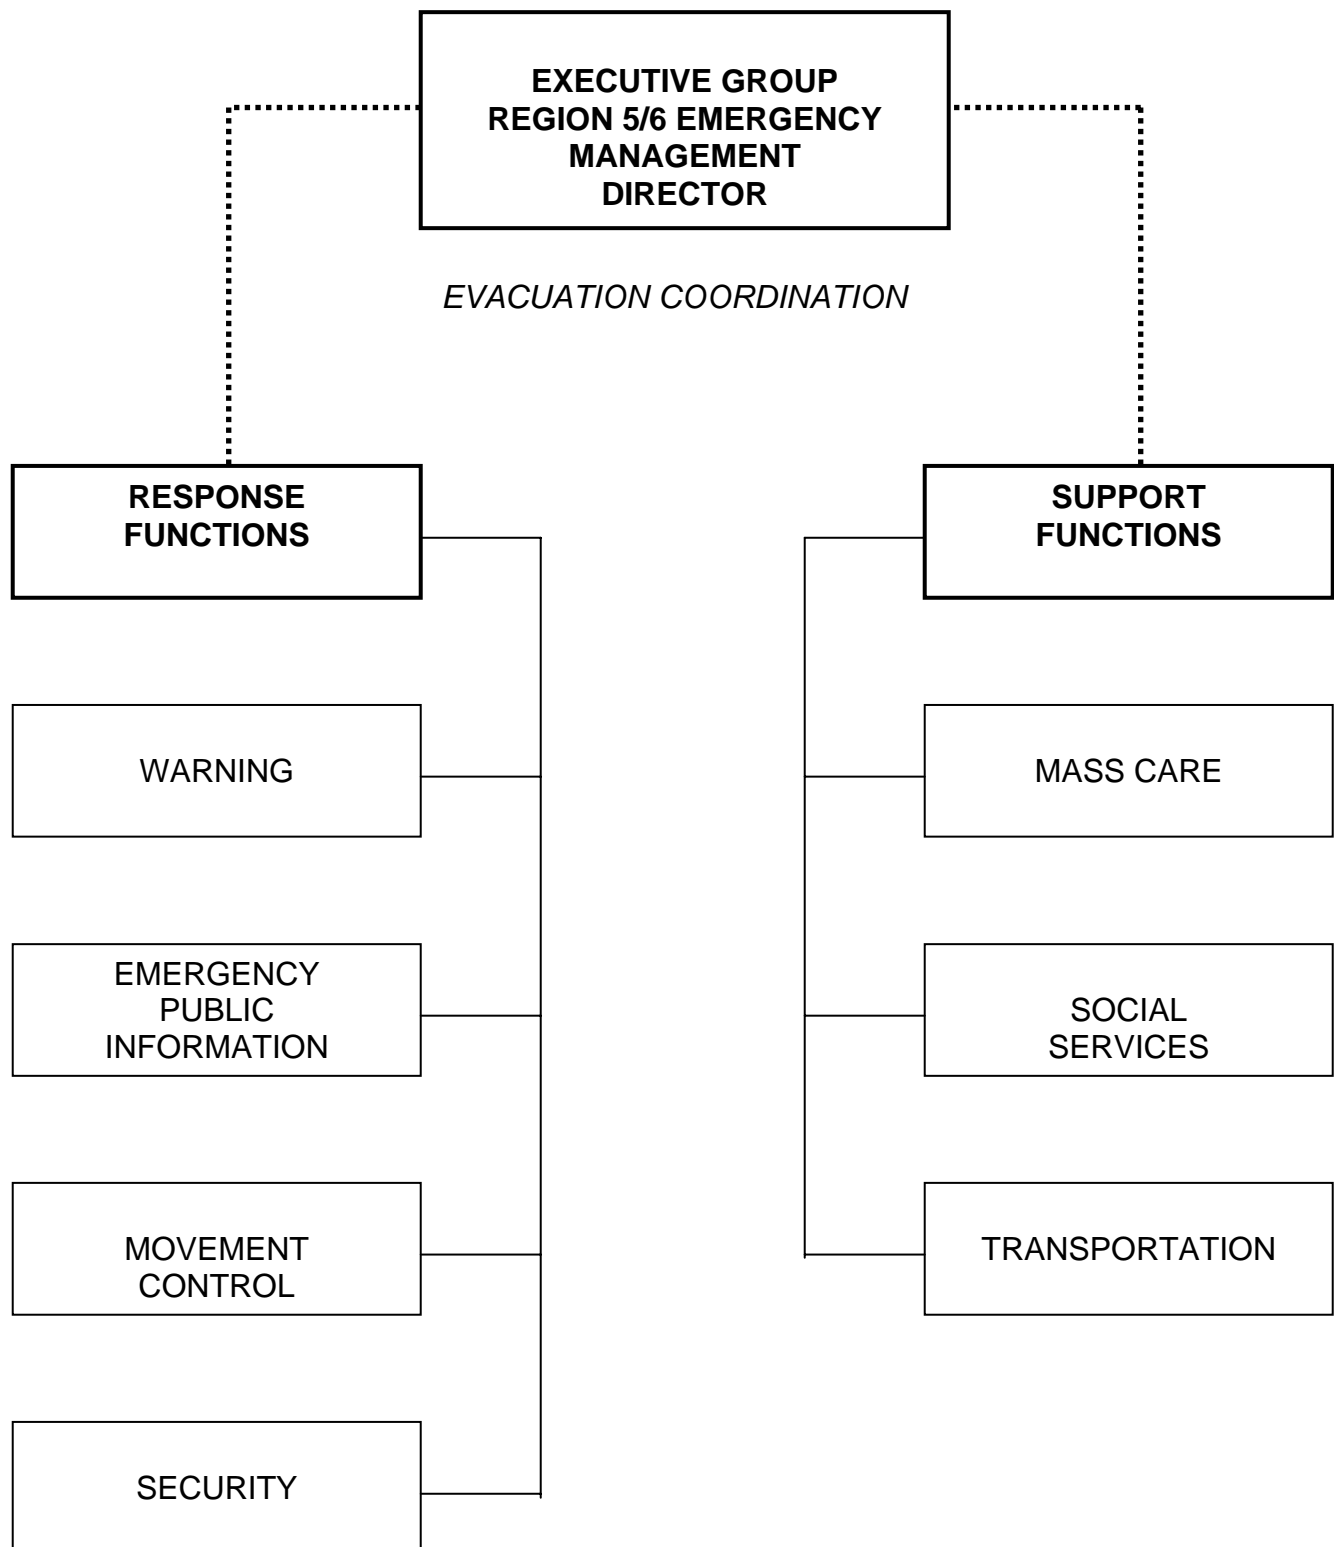 EXECUTIVE GROUP
REGION 5/6 EMERGENCY
MANAGEMENT
DIRECTOR
EVACUATION COORDINATION
RESPONSE
FUNCTIONS
SUPPORT
FUNCTIONS
WARNING
MASS CARE
EMERGENCY
PUBLIC
INFORMATION
SOCIAL
SERVICES
MOVEMENT
CONTROL
TRANSPORTATION
SECURITY